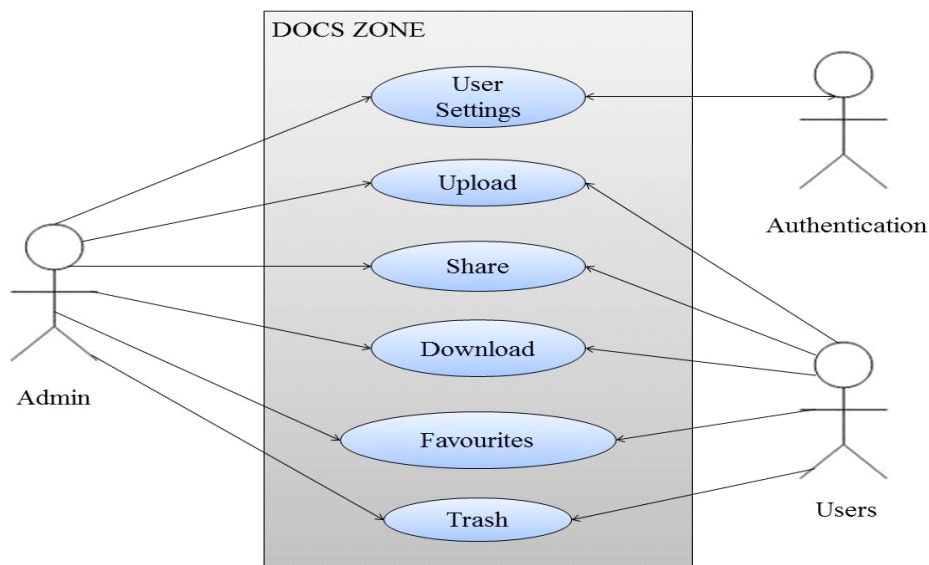 DOCS ZONE
User
Settings
Upload
Authentication
Share
Download
Admin
Favourites
Users
Trash